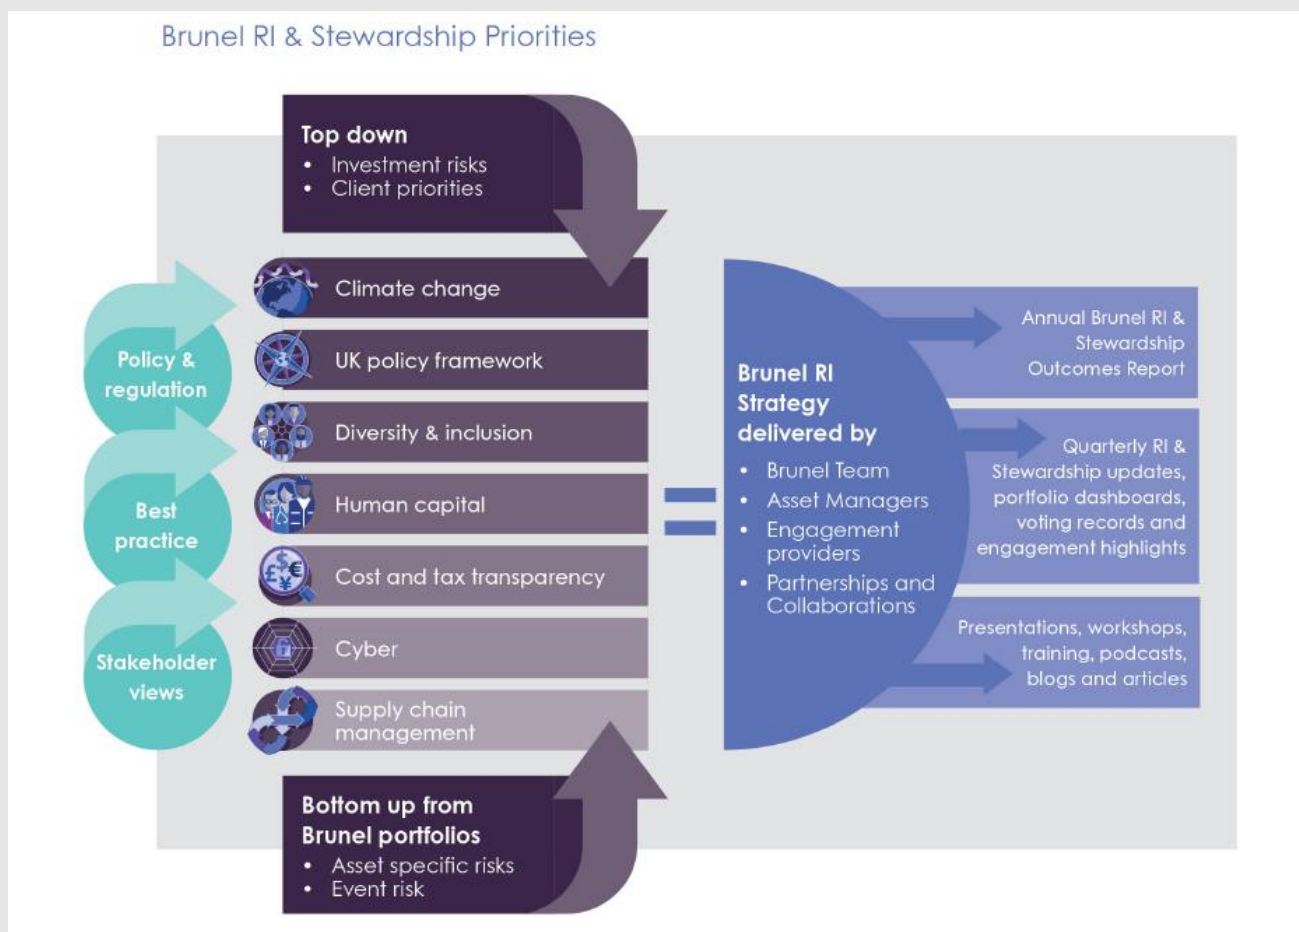 Brunel RI & Stewardship Priorities
Top down
• Investment risks
• Client priorities
Policy &
regulation
Best
practice
Stakeholder
views
Climate change
UK policy framework
Diversity & inclusion
Human capital
Cost and tax transparency
Cyber
Supply chain
management
Bottom up from
Brunel portfolios
• Asset specific risks
• Event risk
=
Brunel RI
Strategy
delivered by
• Brunel Team
• Asset Managers
• Engagement
providers
• Partnerships and
Collaborations
Annual Brunel RI &
Stewardship
Outcomes Report
Quarterly RI &
Stewardship updates,
portfolio dashboards,
voting records and
engagement highlights
Presentations, workshops,
training, podcasts,
blogs and articles